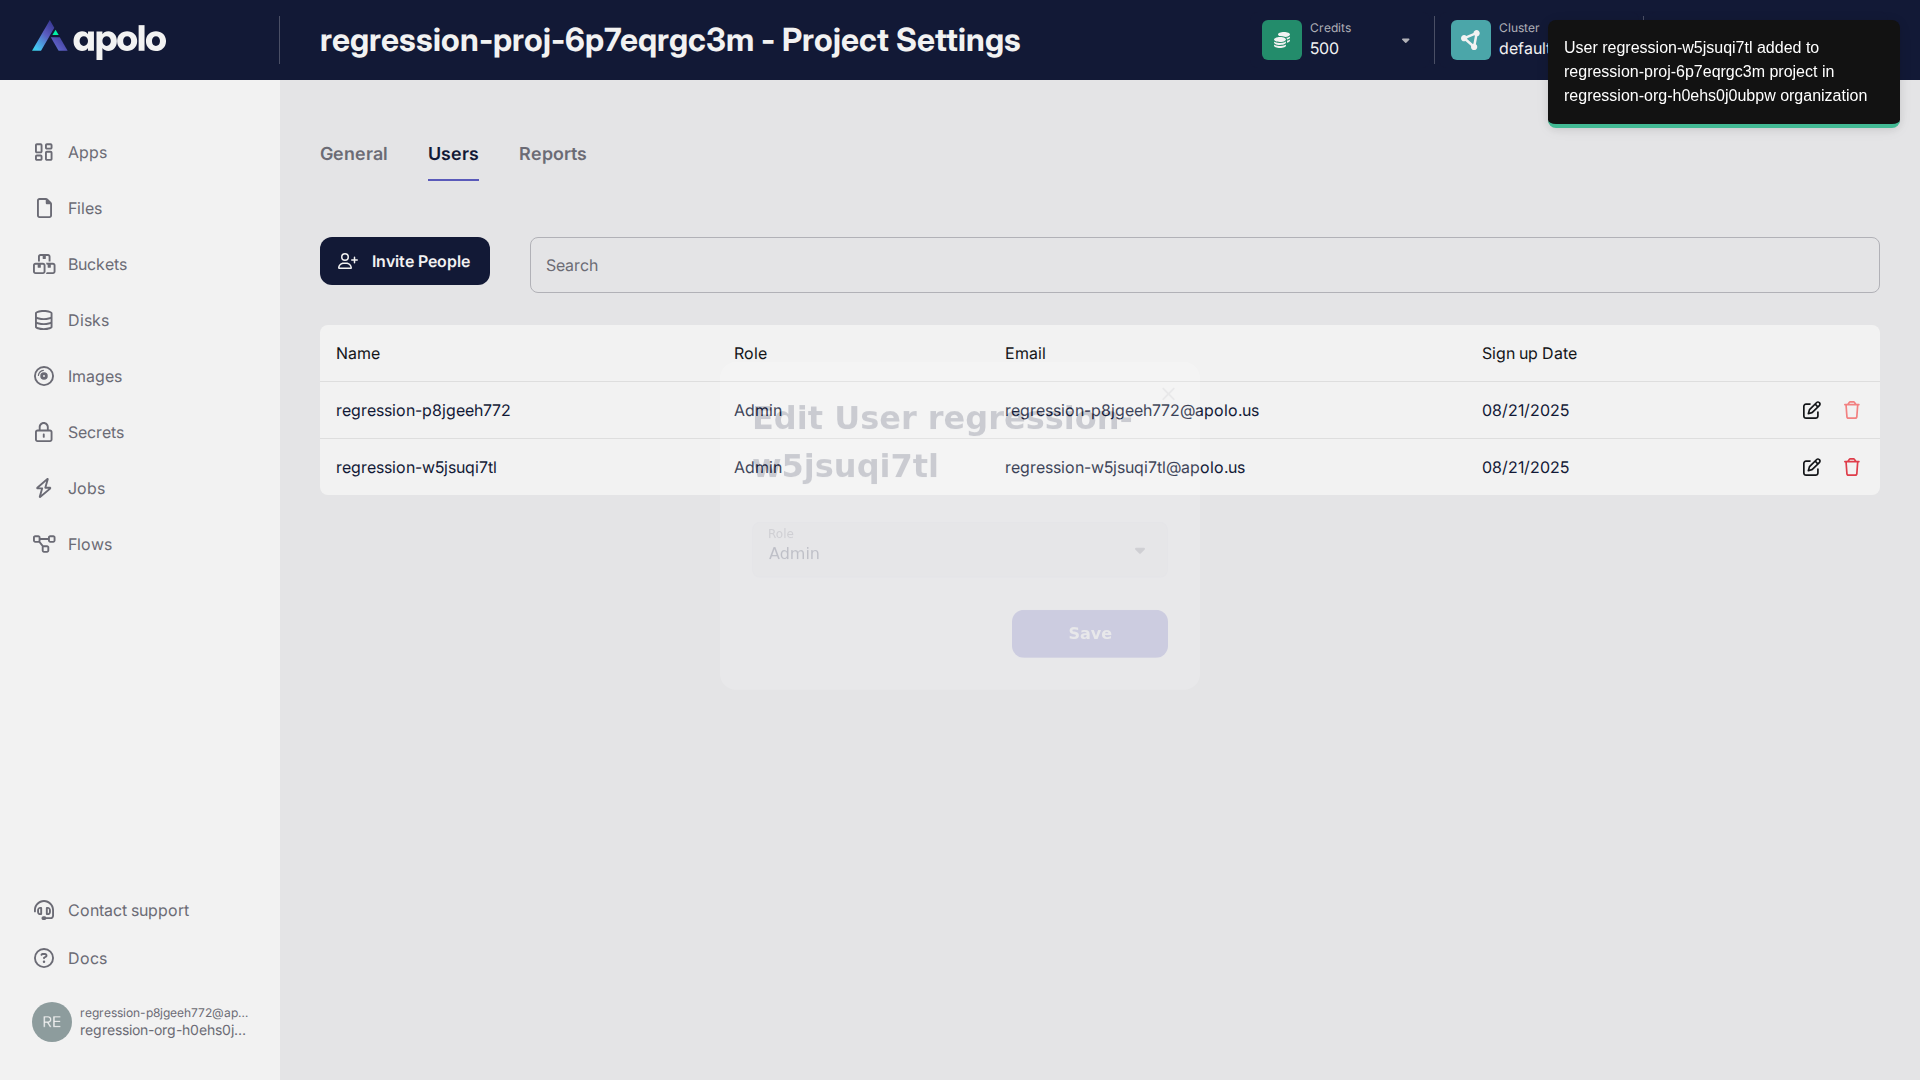 apolo
regression-proj-6p7eqrgc3m - Project Settings
Credits
500
Cluster
default
User regression-w5jsuqi7tl added to
regression-proj-6p7eqrgc3m project in
regression-org-h0ehs0j0ubpw organization
Apps
Files
Buckets
Disks
Images
Secrets
Jobs
Flows
Contact support
Docs
RE
regression-p8jgeeh772@ap...
regression-org-h0ehs0j...
General
Users
Reports
Invite People
Search
Name
Role
Email
Sign up Date
regression-p8jgeeh772
Admin
regression-p8jgeeh772@apolo.us
08/21/2025
regression-w5jsuqi7tl
Admin
regression-w5jsuqi7tl@apolo.us
08/21/2025
Edit User regression-
w5jsuqi7tl
Role
Admin
Save